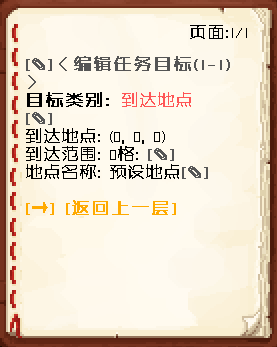 页面:1/1
[✎]<编辑任务目标(1-1)
>
目标类别: 到达地点
[✎]
到达地点: (0, 0, 0)
到达范围: 0格: [✎]
地点名称: 预设地点[✎]
[→] [返回上一层]